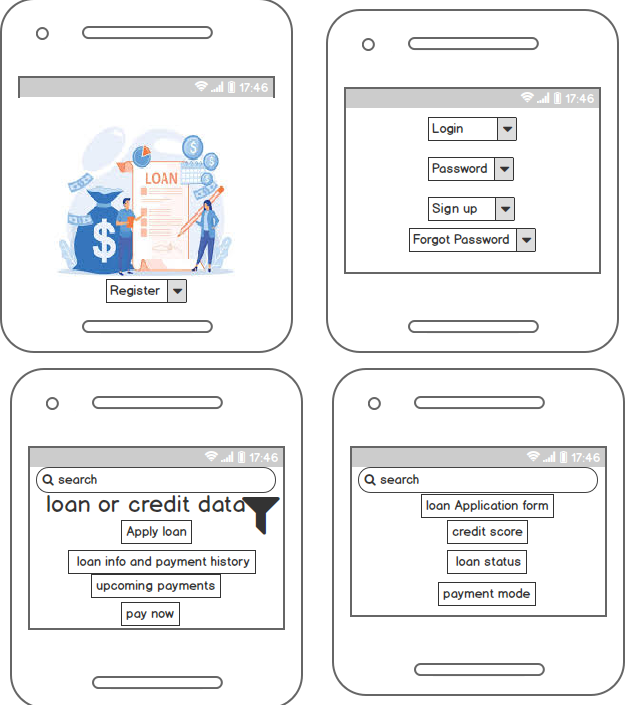 17:46
LOAN
Register
17:46
Login
Password
Sign up
Forgot Password
17:46
search
loan or credit data
Apply loan
loan info and payment history
upcoming payments
pay now
17:46
search
loan Application form
credit score
loan status
payment mode